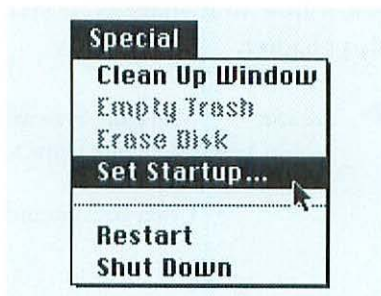 Special
Clean Up Window
Empty Trash
Erase Disk
Set Startup...
Restart
Shut Down